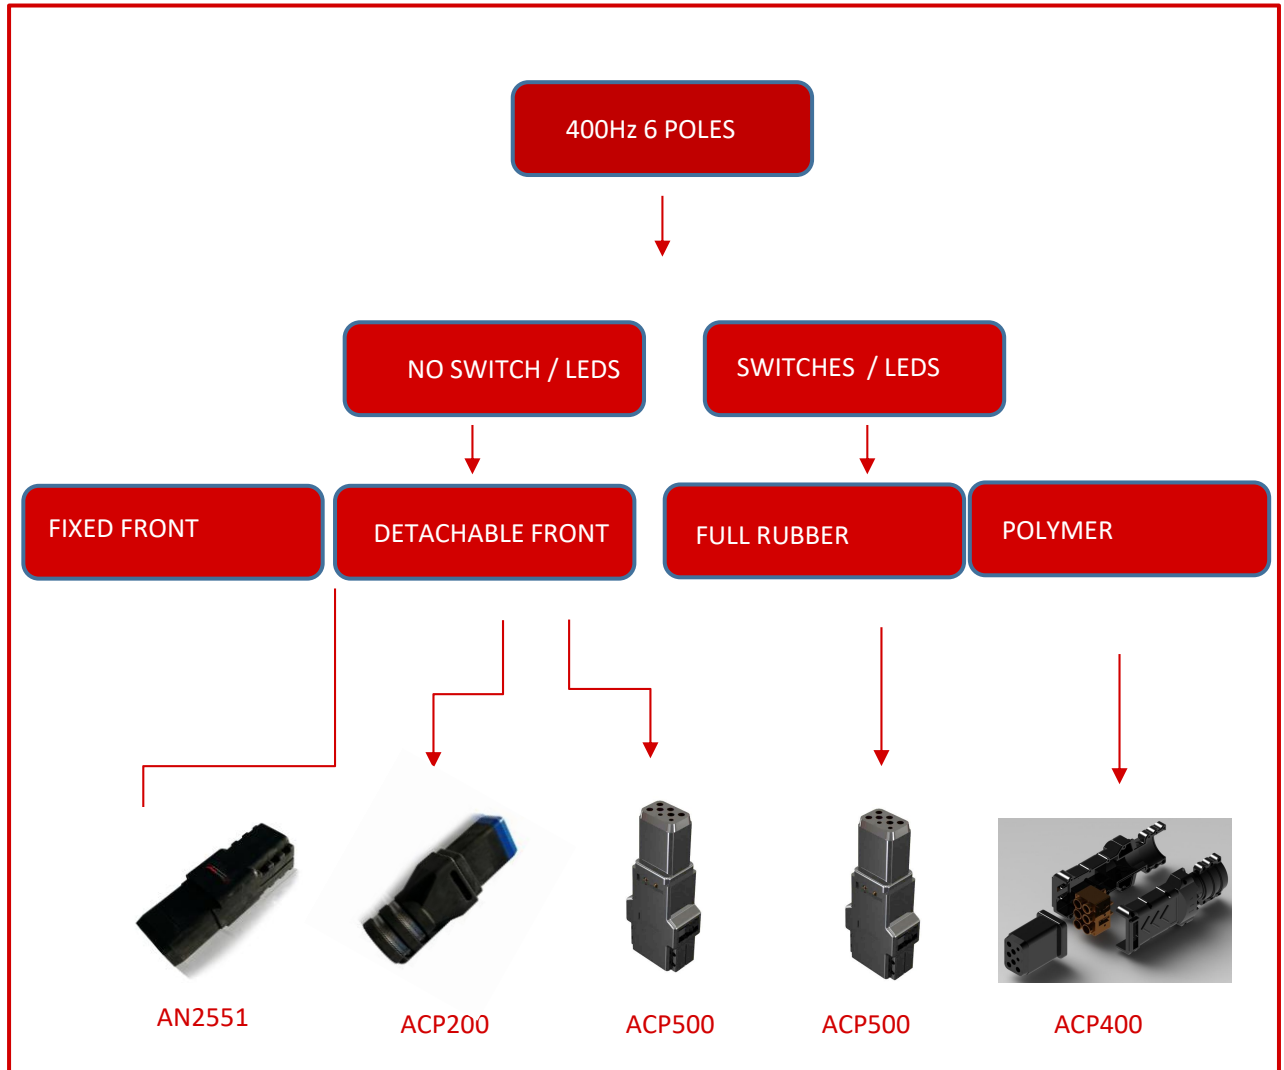 400Hz 6 POLES
NO SWITCH / LEDS
SWITCHES / LEDS
FIXED FRONT
DETACHABLE FRONT
FULL RUBBER
POLYMER
AN2551
ACP200
ACP500
ACP500
ACP400